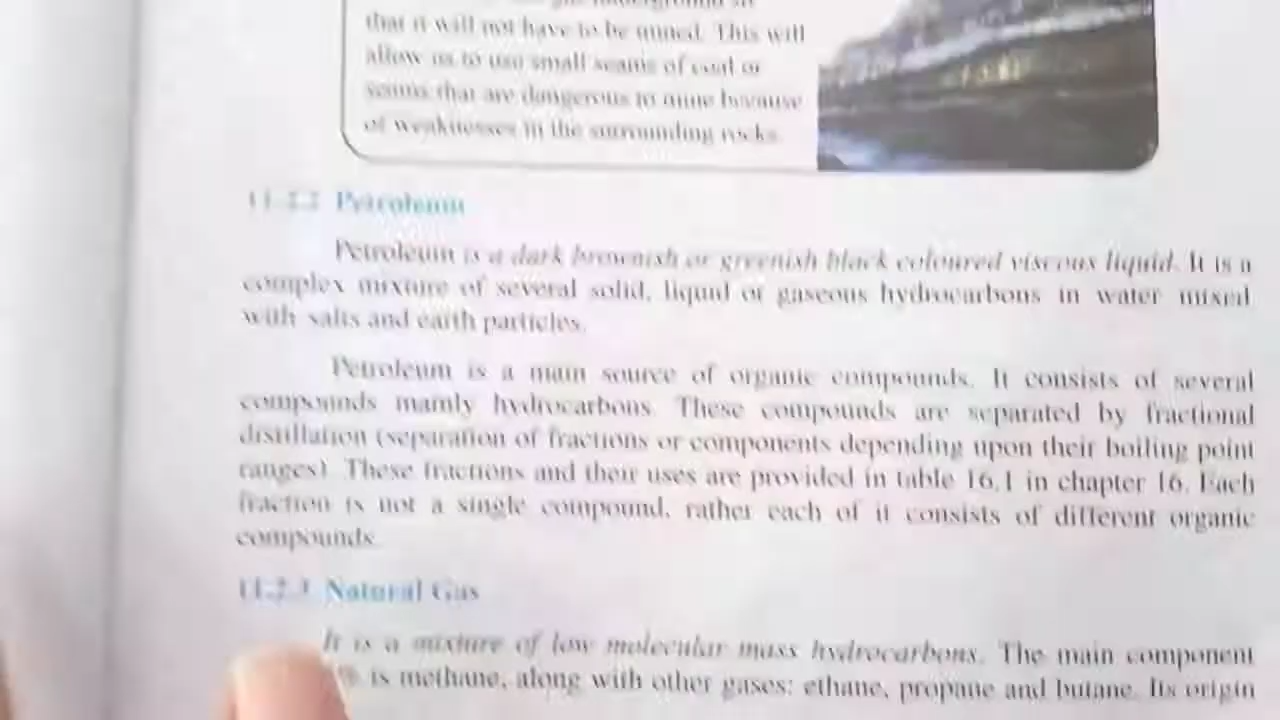 that it will not have to be mined. This will
allow us to use small seams of coal or
seams that are dangerous to mine because
of weaknesses in the surrounding rocks.
11.2.2 Petroleum
Petroleum is a dark brownish or greenish black coloured viscous liquid. It is a
complex mixture of several solid, liquid or gaseous hydrocarbons in water mixed
with salts and earth particles.
Petroleum is a main source of organic compounds. It consists of several
compounds mainly hydrocarbons. These compounds are separated by fractional
distillation (separation of fractions or components depending upon their boiling point
ranges). These fractions and their uses are provided in table 16.1 in chapter 16. Each
fraction is not a single compound, rather each of it consists of different organic
compounds.
11.2.3 Natural Gas
It is a mixture of low molecular mass hydrocarbons. The main component
% is methane, along with other gases: ethane, propane and butane. Its origin